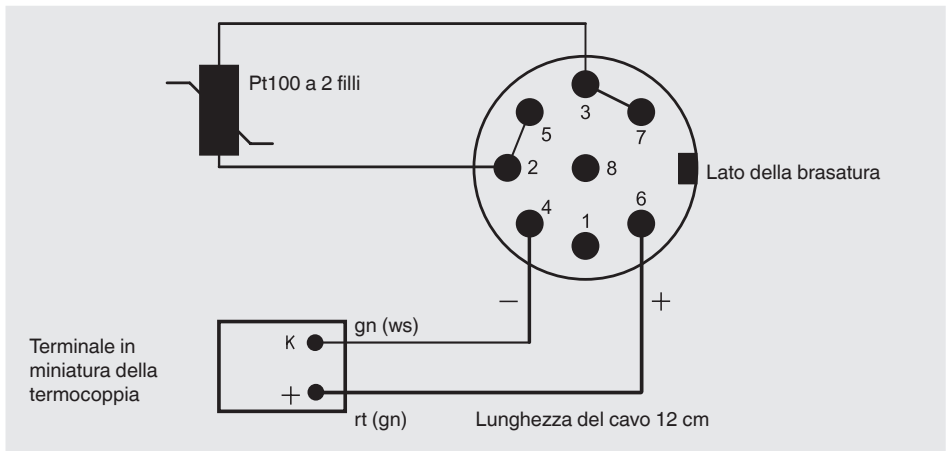 Pt100 a 2 filli
3
5
7
2
8
Lato della brasatura
4
1
6
−
+
gn (ws)
K
Terminale in
miniatura della
termocoppia
+
rt (gn)
Lunghezza del cavo 12 cm